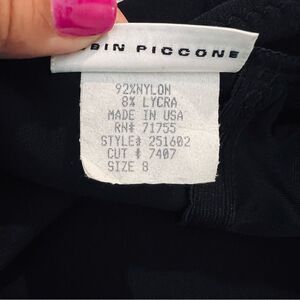 BIN PICCONE
92%NYLON
8% LYCRA
MADE IN USA
RN# 71755
STYLE# 251602
CUT # 7407
SIZE 8